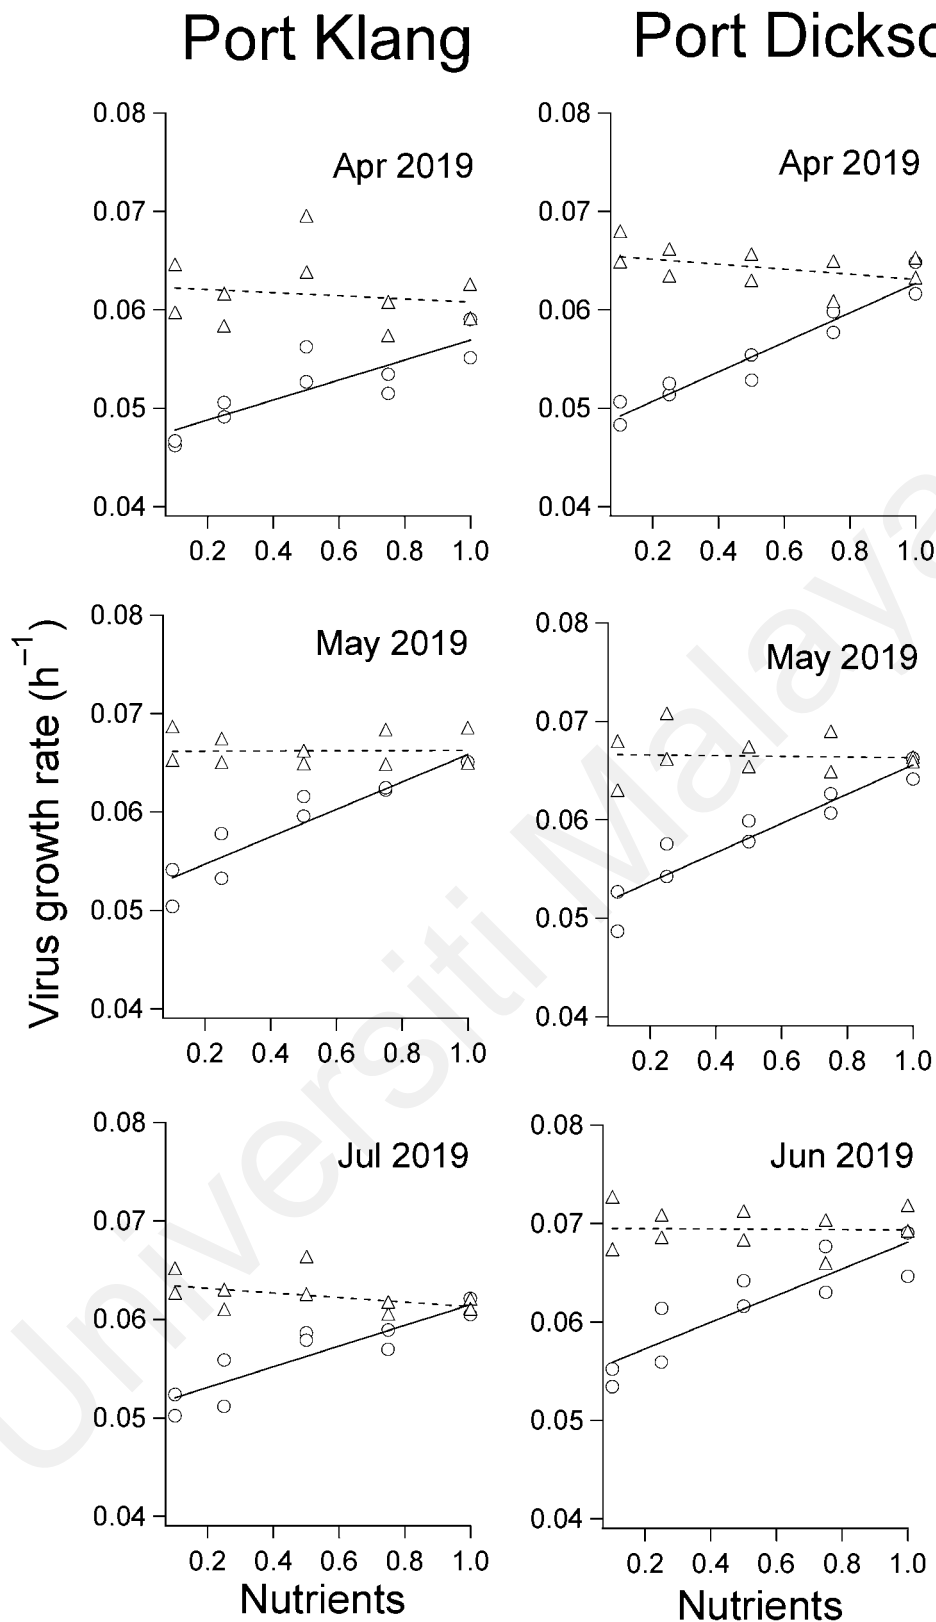 Port Klang
Port Dickso
0.08
0.07
0.06
0.05
0.04
Apr 2019
0.2 0.4 0.6 0.8 1.0
0.08
0.07
0.06
0.05
0.04
Apr 2019
0.2 0.4 0.6 0.8 1.0
Virus growth rate (h−1)
0.08
0.07
0.06
0.05
0.04
May 2019
0.2 0.4 0.6 0.8 1.0
0.08
0.07
0.06
0.05
0.04
May 2019
0.2 0.4 0.6 0.8 1.0
0.08
0.07
0.06
0.05
0.04
Jul 2019
0.2 0.4 0.6 0.8 1.0
Nutrients
0.08
0.07
0.06
0.05
0.04
Jun 2019
0.2 0.4 0.6 0.8 1.0
Nutrients
Universiti Malaya